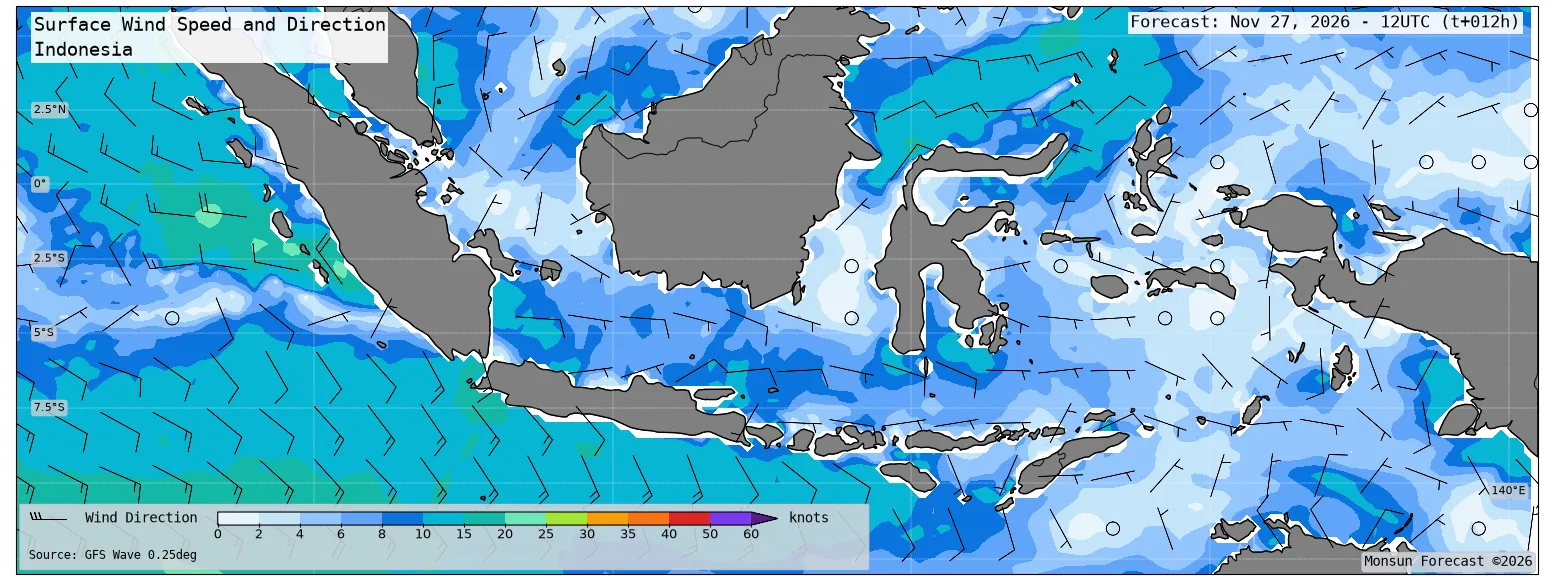 Surface Wind Speed and Direction
Indonesia
Forecast: Nov 27, 2026 - 12UTC (t+012h)
2.5°N
0°
2.5°S
5°S
7.5°S
140°E
Wind Direction
0 2 4 6 8 10 15 20 25 30 35 40 50 60
knots
Source: GFS Wave 0.25deg
Monsun Forecast ©2026